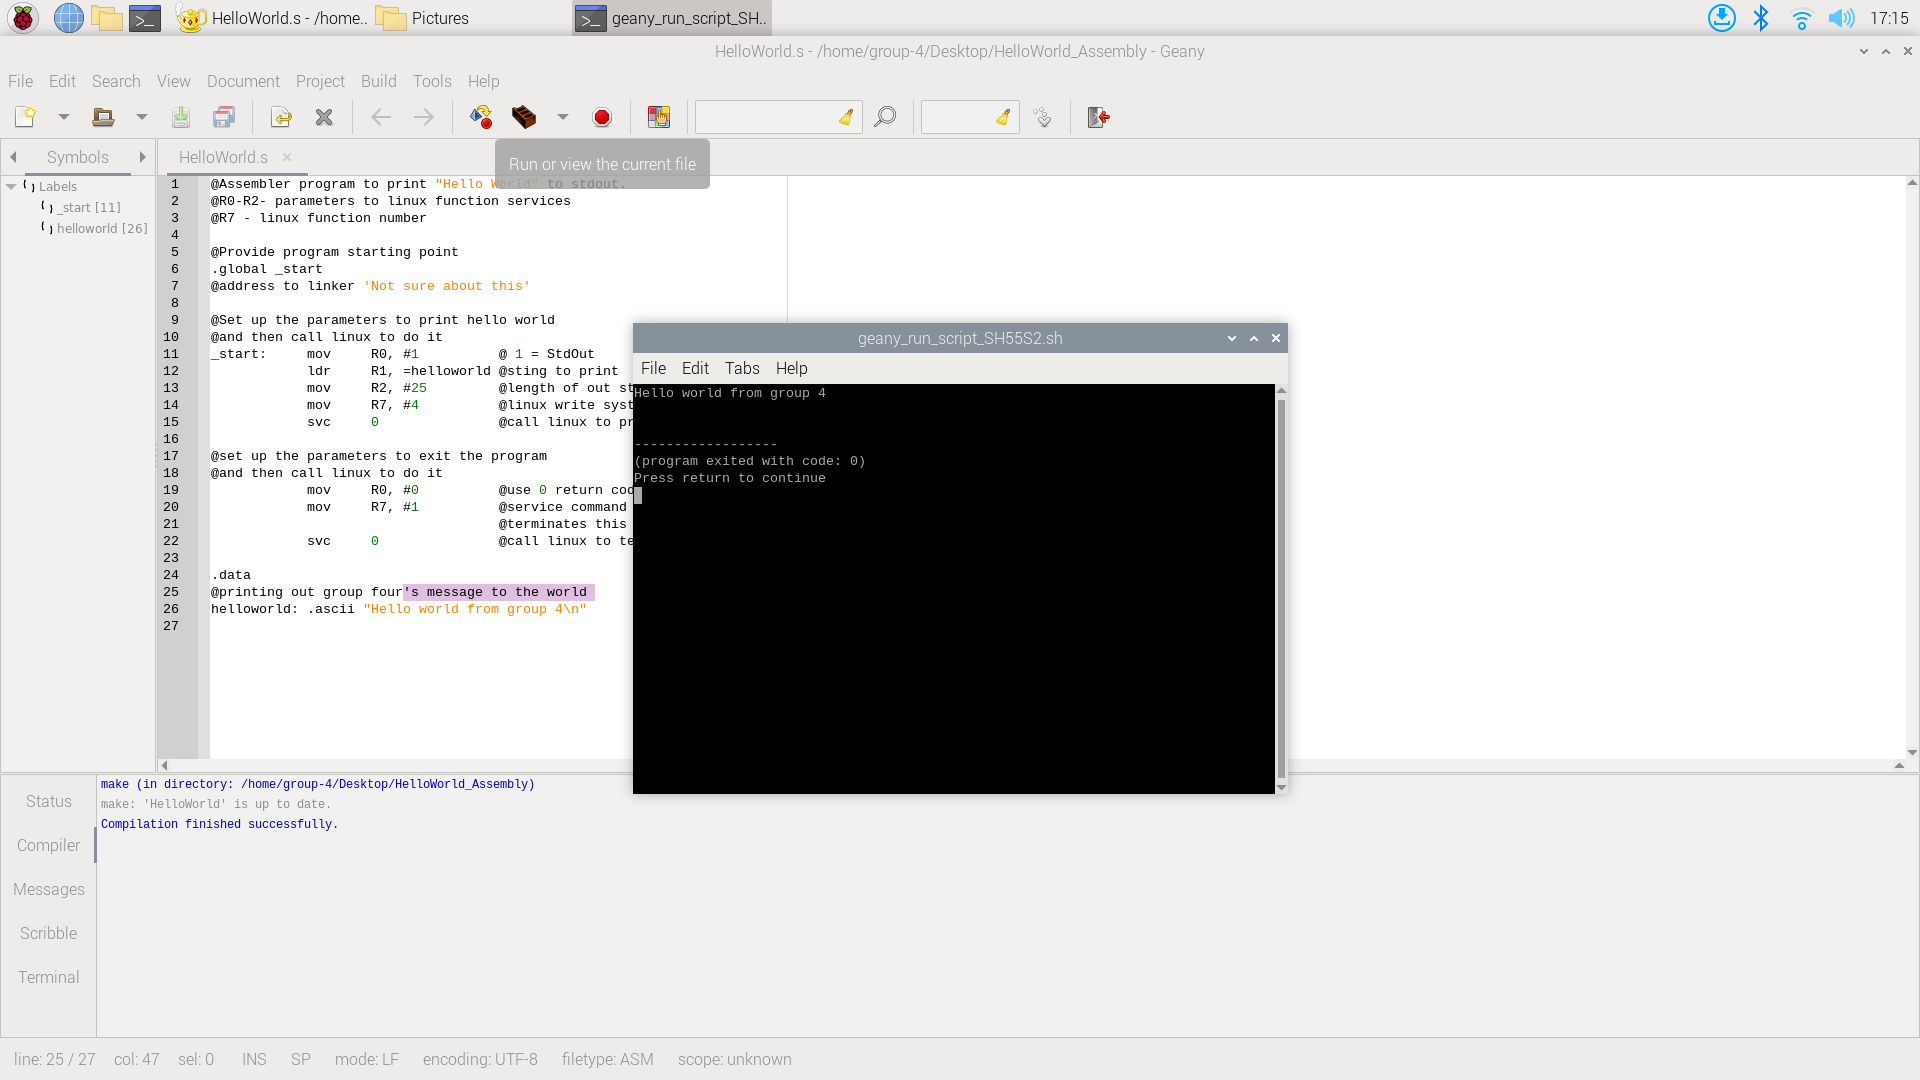 HelloWorld.s - /home..
Pictures
geany_run_script_SH..
17:15
HelloWorld.s - /home/group-4/Desktop/HelloWorld_Assembly - Geany
File Edit Search View Document Project Build Tools Help
Run or view the current file
Symbols
HelloWorld.s
Labels
_start [11]
helloworld [26]
1 @Assembler program to print "Hello World" to stdout.
2 @R0-R2- parameters to linux function services
3 @R7 - linux function number
4
5 @Provide program starting point
6 .global _start
7 @address to linker 'Not sure about this'
8
9 @Set up the parameters to print hello world
10 @and then call linux to do it
11 _start: mov R0, #1 @ 1 = StdOut
12 ldr R1, =helloworld @sting to print
13 mov R2, #25 @length of out st
14 mov R7, #4 @linux write syst
15 svc 0 @call linux to pr
16
17 @set up the parameters to exit the program
18 @and then call linux to do it
19 mov R0, #0 @use 0 return cod
20 mov R7, #1 @service command
21 @terminates this
22 svc 0 @call linux to te
23
24 .data
25 @printing out group four's message to the world
26 helloworld: .ascii "Hello world from group 4\n"
27
geany_run_script_SH55S2.sh
File Edit Tabs Help
Hello world from group 4
------------------
(program exited with code: 0)
Press return to continue
Status
Compiler
Messages
Scribble
Terminal
make (in directory: /home/group-4/Desktop/HelloWorld_Assembly)
make: 'HelloWorld' is up to date.
Compilation finished successfully.
line: 25 / 27 col: 47 sel: 0 INS SP mode: LF encoding: UTF-8 filetype: ASM scope: unknown